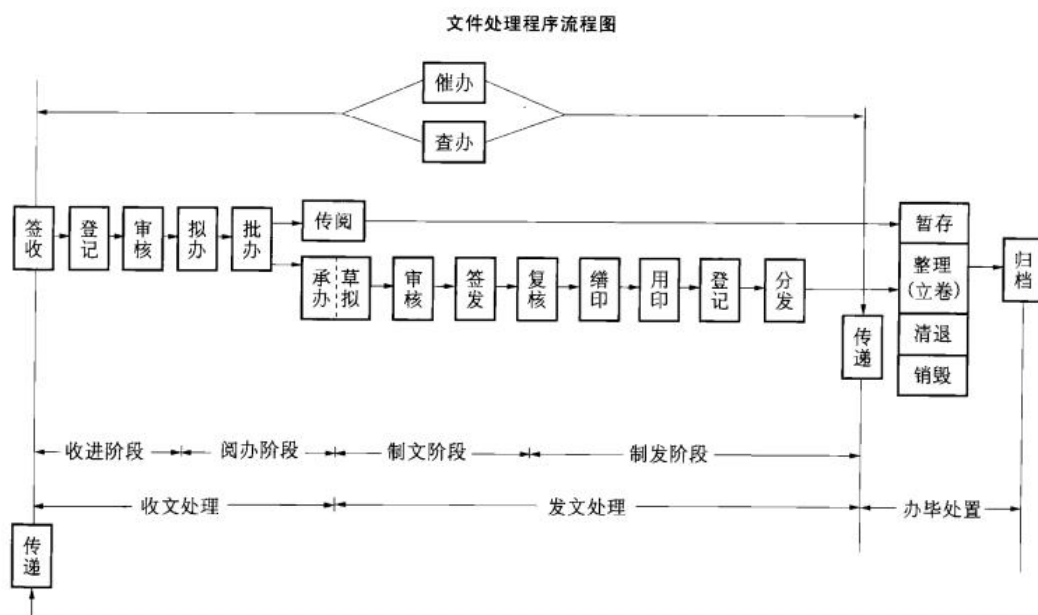 文件处理程序流程图
催办
查办
签收
登记
审核
拟办
批办
传阅
承办
草拟
审核
签发
复核
缮印
用印
登记
分发
传递
暂存
整理
(立卷)
清退
销毁
归档
收进阶段
阅办阶段
制文阶段
制发阶段
收文处理
发文处理
办毕处置
传递